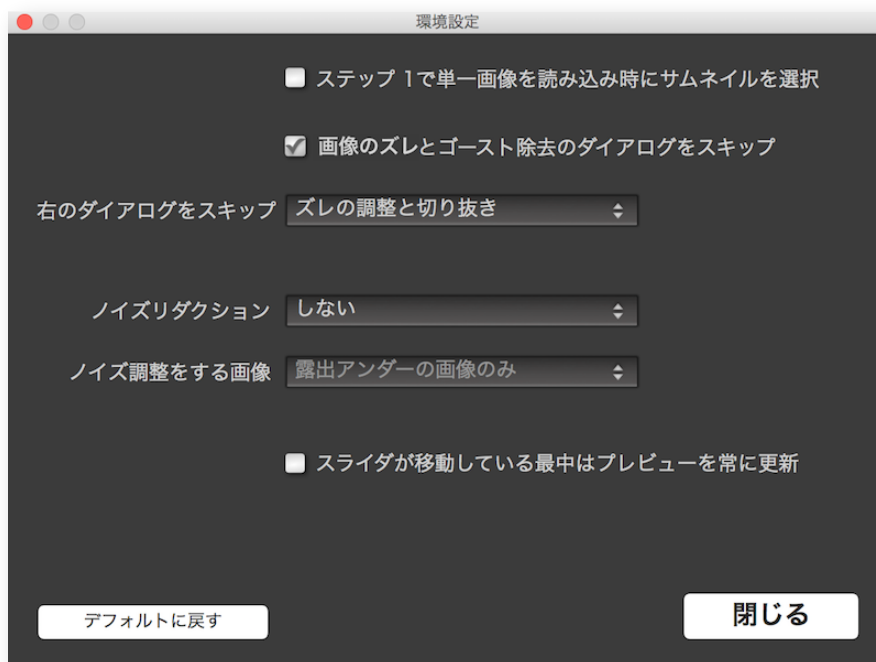 環境設定
ステップ 1で単一画像を読み込み時にサムネイルを選択
画像のズレとゴースト除去のダイアログをスキップ
右のダイアログをスキップ ズレの調整と切り抜き
ノイズリダクション しない
ノイズ調整をする画像 露出アンダーの画像のみ
スライダが移動している最中はプレビューを常に更新
デフォルトに戻す 閉じる